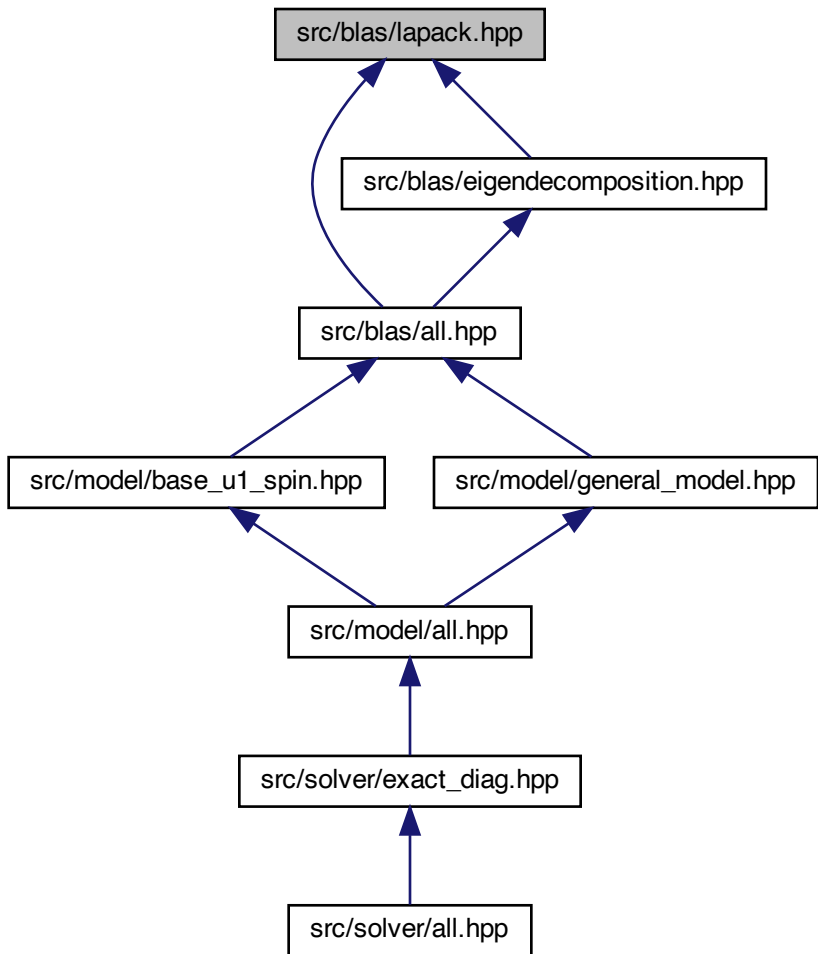 src/blas/lapack.hpp
src/blas/eigendecomposition.hpp
src/blas/all.hpp
src/model/base_u1_spin.hpp
src/model/general_model.hpp
src/model/all.hpp
src/solver/exact_diag.hpp
src/solver/all.hpp